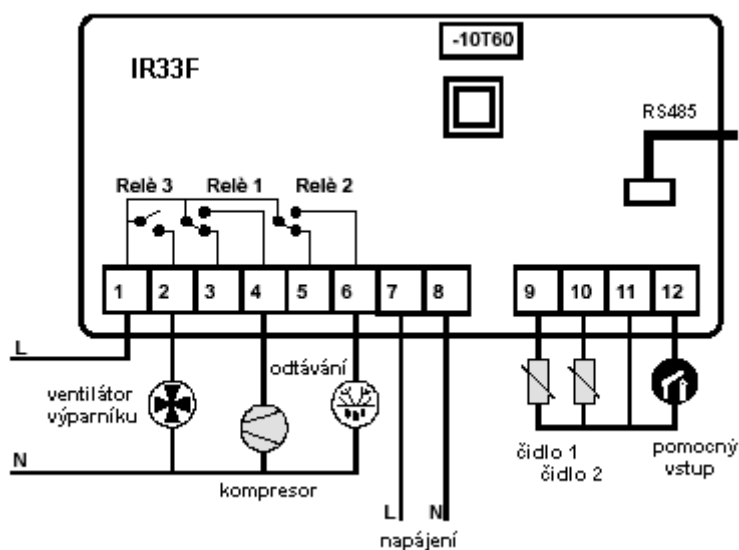 -10T60
IR33F
RS485
Relè 3 Relè 1 Relè 2
1 2 3 4 5 6 7 8 9 10 11 12
L
odtávání
ventilátor
výparníku
N
kompresor
čidlo 1
čidlo 2
pomocný
vstup
L N
napájení